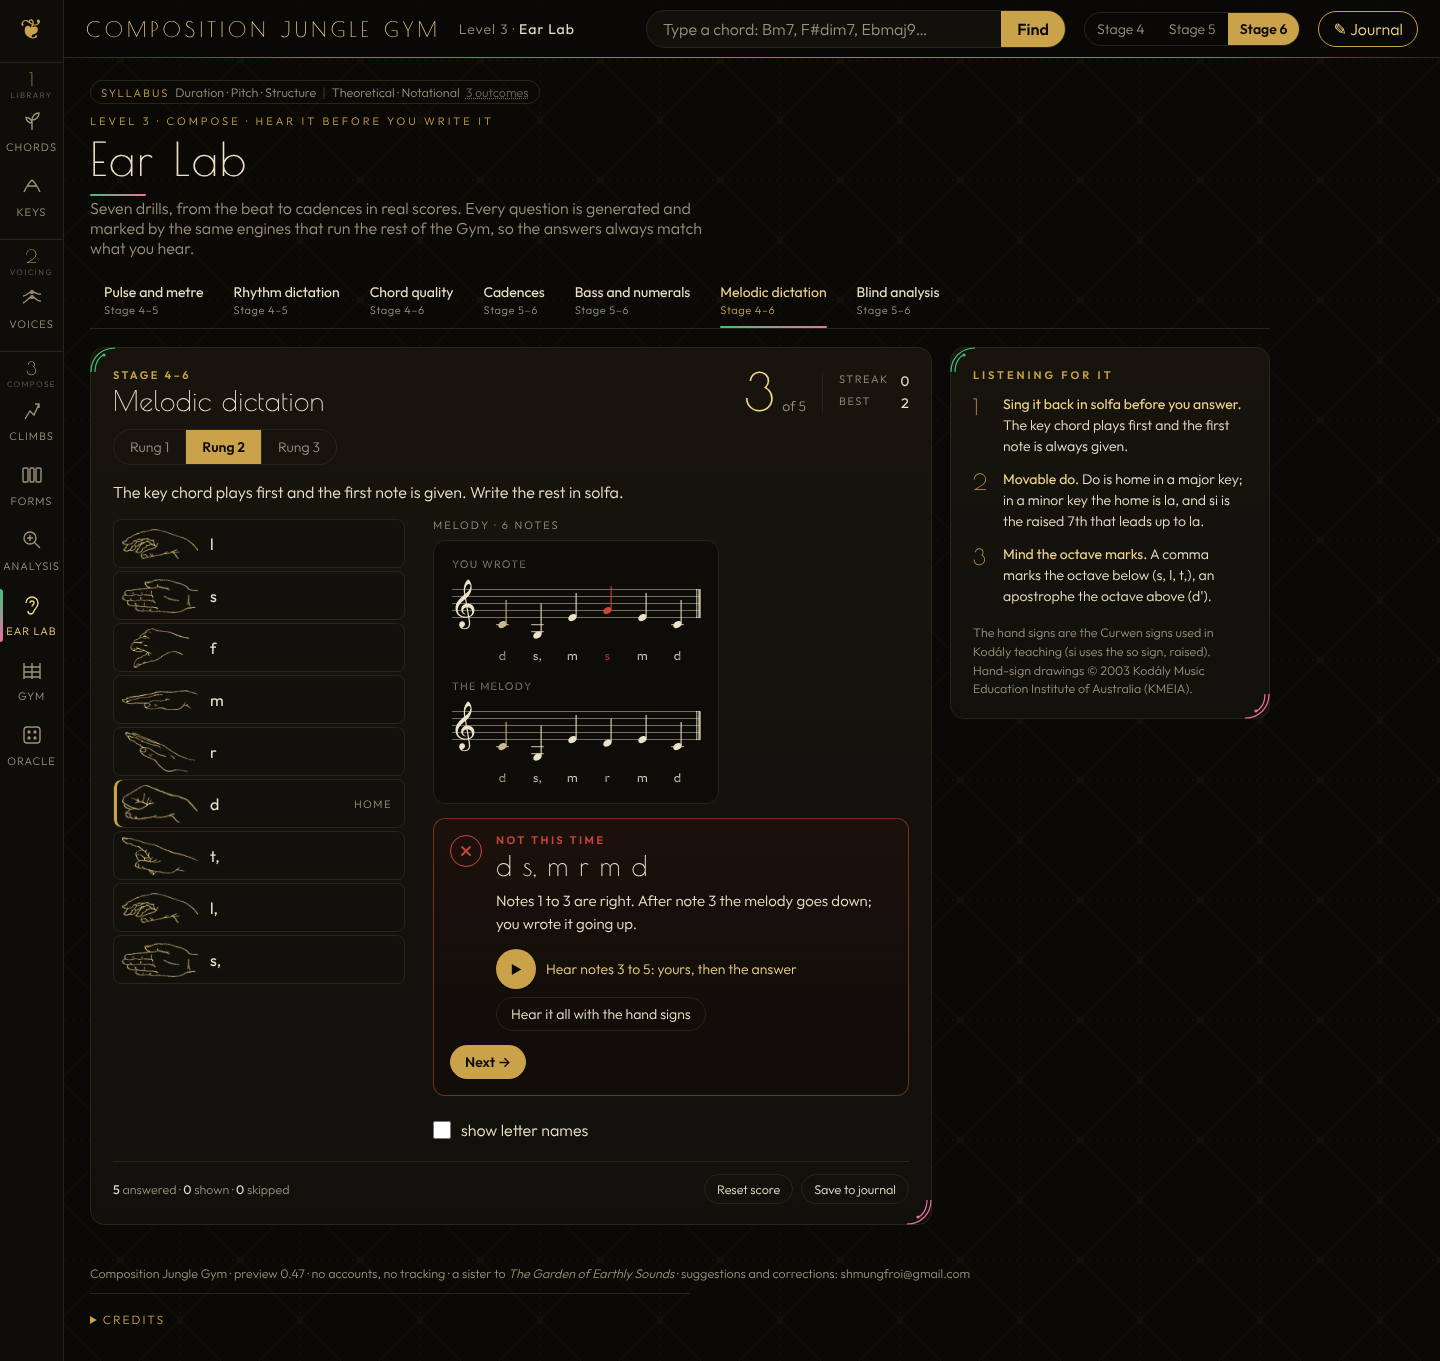 ❦
COMPOSITION JUNGLE GYM
Level 3 · Ear Lab
Type a chord: Bm7, F#dim7, Ebmaj9…
Find
Stage 4 Stage 5 Stage 6
✎ Journal
1
LIBRARY
CHORDS
KEYS
2
VOICING
VOICES
3
COMPOSE
CLIMBS
FORMS
ANALYSIS
EAR LAB
GYM
ORACLE
SYLLABUS Duration · Pitch · Structure | Theoretical · Notational 3 outcomes
LEVEL 3 · COMPOSE · HEAR IT BEFORE YOU WRITE IT
Ear Lab
Seven drills, from the beat to cadences in real scores. Every question is generated and
marked by the same engines that run the rest of the Gym, so the answers always match
what you hear.
Pulse and metre Rhythm dictation Chord quality Cadences Bass and numerals Melodic dictation Blind analysis
Stage 4–5 Stage 4–5 Stage 4–6 Stage 5–6 Stage 5–6 Stage 4–6 Stage 5–6
STAGE 4–6
Melodic dictation
3 of 5
STREAK 0
BEST 2
Rung 1 Rung 2 Rung 3
The key chord plays first and the first note is given. Write the rest in solfa.
l
s
f
m
r
d HOME
t,
l,
s,
MELODY · 6 NOTES
YOU WROTE
d s, m s m d
THE MELODY
d s, m r m d
NOT THIS TIME
d s, m r m d
Notes 1 to 3 are right. After note 3 the melody goes down;
you wrote it going up.
Hear notes 3 to 5: yours, then the answer
Hear it all with the hand signs
Next →
show letter names
5 answered · 0 shown · 0 skipped
Reset score
Save to journal
LISTENING FOR IT
1 Sing it back in solfa before you answer.
The key chord plays first and the first
note is always given.
2 Movable do. Do is home in a major key;
in a minor key the home is la, and si is
the raised 7th that leads up to la.
3 Mind the octave marks. A comma
marks the octave below (s, l, t,), an
apostrophe the octave above (d').
The hand signs are the Curwen signs used in
Kodály teaching (si uses the so sign, raised).
Hand-sign drawings © 2003 Kodály Music
Education Institute of Australia (KMEIA).
Composition Jungle Gym · preview 0.47 · no accounts, no tracking · a sister to The Garden of Earthly Sounds · suggestions and corrections: shmungfroi@gmail.com
CREDITS